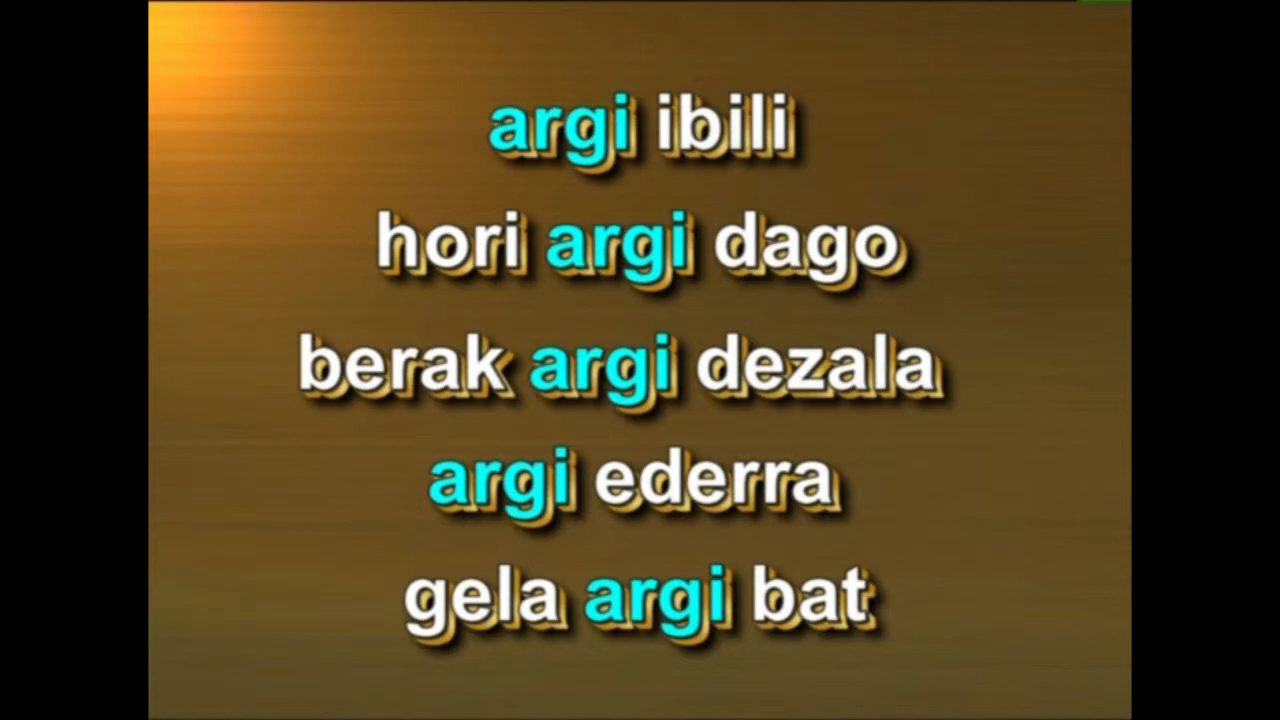 argi ibili
hori argi dago
berak argi dezala
argi ederra
gela argi bat